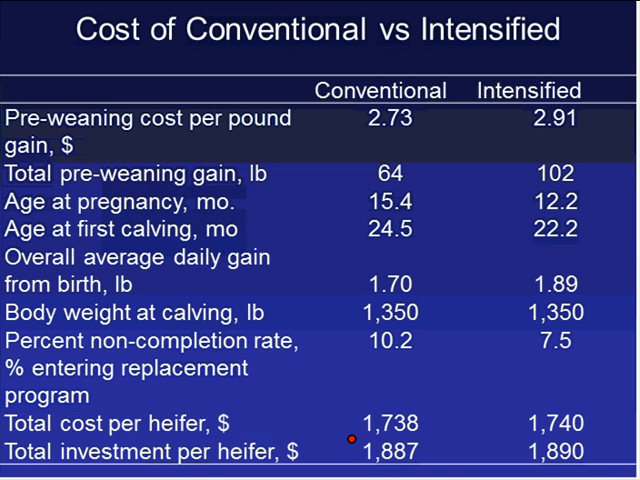 Cost of Conventional vs Intensified
Conventional Intensified
Pre-weaning cost per pound 2.73 2.91
gain, $
Total pre-weaning gain, lb 64 102
Age at pregnancy, mo. 15.4 12.2
Age at first calving, mo 24.5 22.2
Overall average daily gain
from birth, lb 1.70 1.89
Body weight at calving, lb 1,350 1,350
Percent non-completion rate, 10.2 7.5
% entering replacement
program
Total cost per heifer, $ 1,738 1,740
Total investment per heifer, $ 1,887 1,890